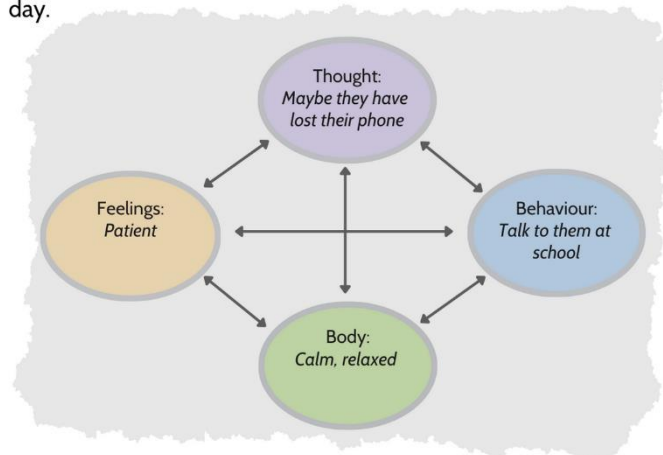 day.
Thought:
Maybe they have
lost their phone
Feelings:
Patient
Behaviour:
Talk to them at
school
Body:
Calm, relaxed